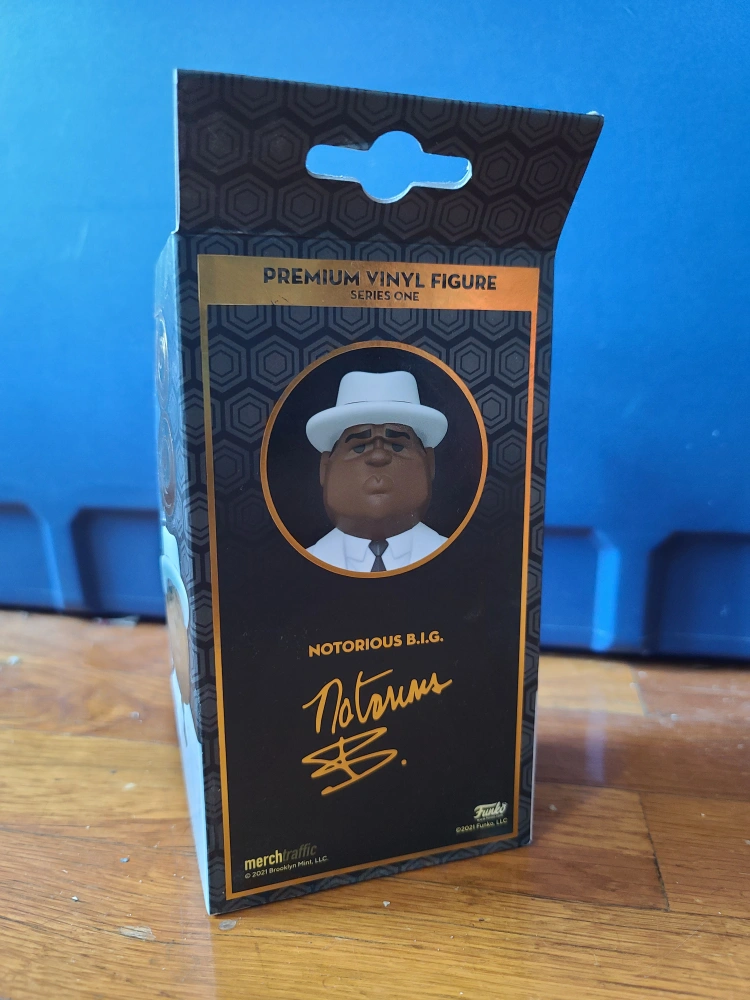 PREMIUM VINYL FIGURE
SERIES ONE
NOTORIOUS B.I.G.
Notorious
B.
Funko
©2021 Funko, LLC
merchtraffic
© 2021 Brooklyn Mint, LLC.